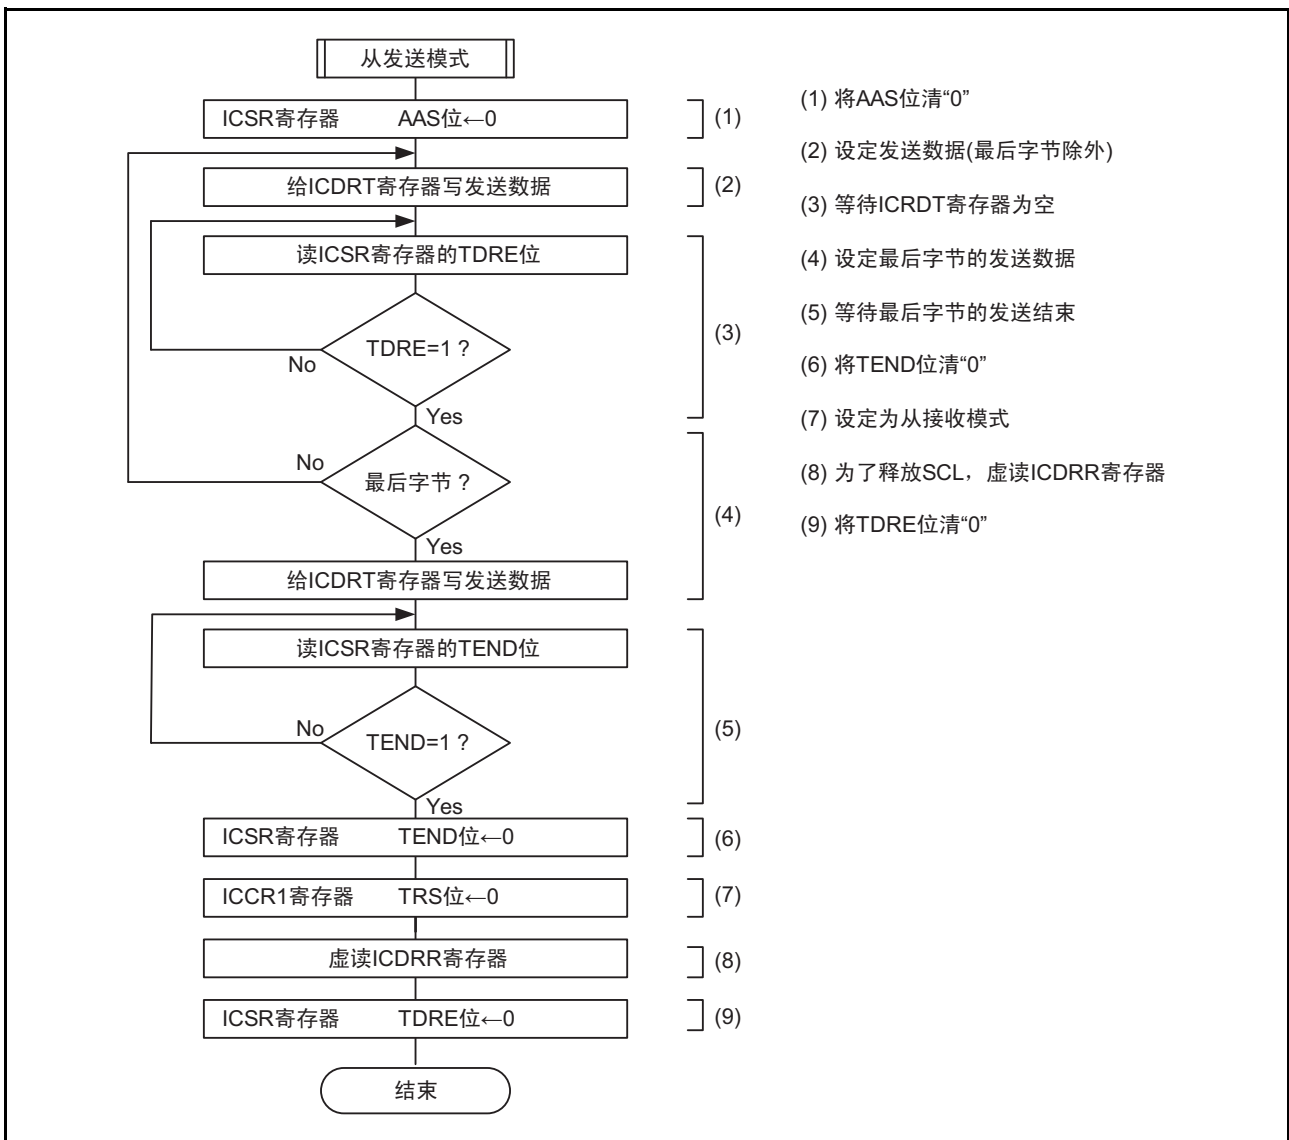 从发送模式
ICSR寄存器 AAS位←0
(1)
给ICDRT寄存器写发送数据
(2)
读ICSR寄存器的TDRE位
TDRE=1 ?
No
Yes
(3)
最后字节 ?
No
Yes
(4)
给ICDRT寄存器写发送数据
读ICSR寄存器的TEND位
TEND=1 ?
No
Yes
(5)
ICSR寄存器 TEND位←0
(6)
ICCR1寄存器 TRS位←0
(7)
虚读ICDRR寄存器
(8)
ICSR寄存器 TDRE位←0
(9)
结束
(1) 将AAS位清“0”
(2) 设定发送数据(最后字节除外)
(3) 等待ICRDT寄存器为空
(4) 设定最后字节的发送数据
(5) 等待最后字节的发送结束
(6) 将TEND位清“0”
(7) 设定为从接收模式
(8) 为了释放SCL，虚读ICDRR寄存器
(9) 将TDRE位清“0”